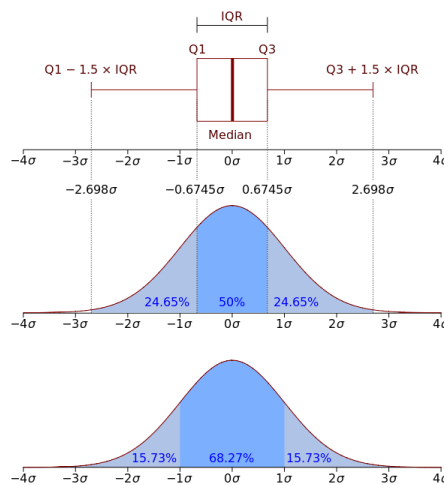 IQR
Q1 Q3
Q1 − 1.5 × IQR Q3 + 1.5 × IQR
Median
−4σ −3σ −2σ −1σ 0σ 1σ 2σ 3σ 4σ
−2.698σ −0.6745σ 0.6745σ 2.698σ
24.65% 50% 24.65%
−4σ −3σ −2σ −1σ 0σ 1σ 2σ 3σ 4σ
15.73% 68.27% 15.73%
−4σ −3σ −2σ −1σ 0σ 1σ 2σ 3σ 4σ